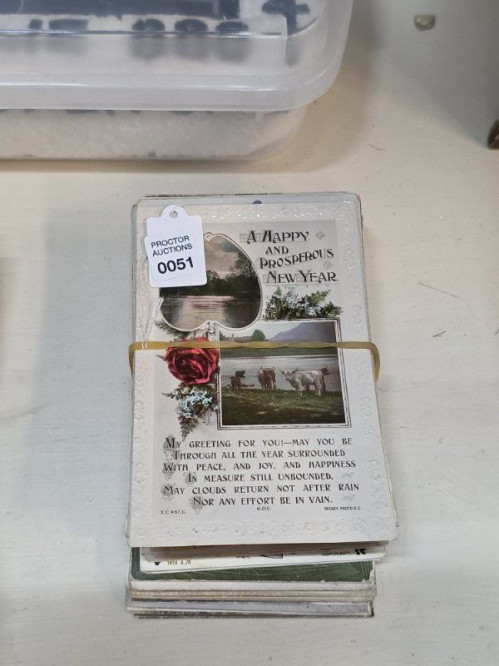 PROCTOR
AUCTIONS
0051
A HAPPY
AND
PROSPEROUS
NEW YEAR
MY GREETING FOR YOU!—MAY YOU BE
THROUGH ALL THE YEAR SURROUNDED
WITH PEACE, AND JOY, AND HAPPINESS
IN MEASURE STILL UNBOUNDED,
MAY CLOUDS RETURN NOT AFTER RAIN
NOR ANY EFFORT BE IN VAIN.